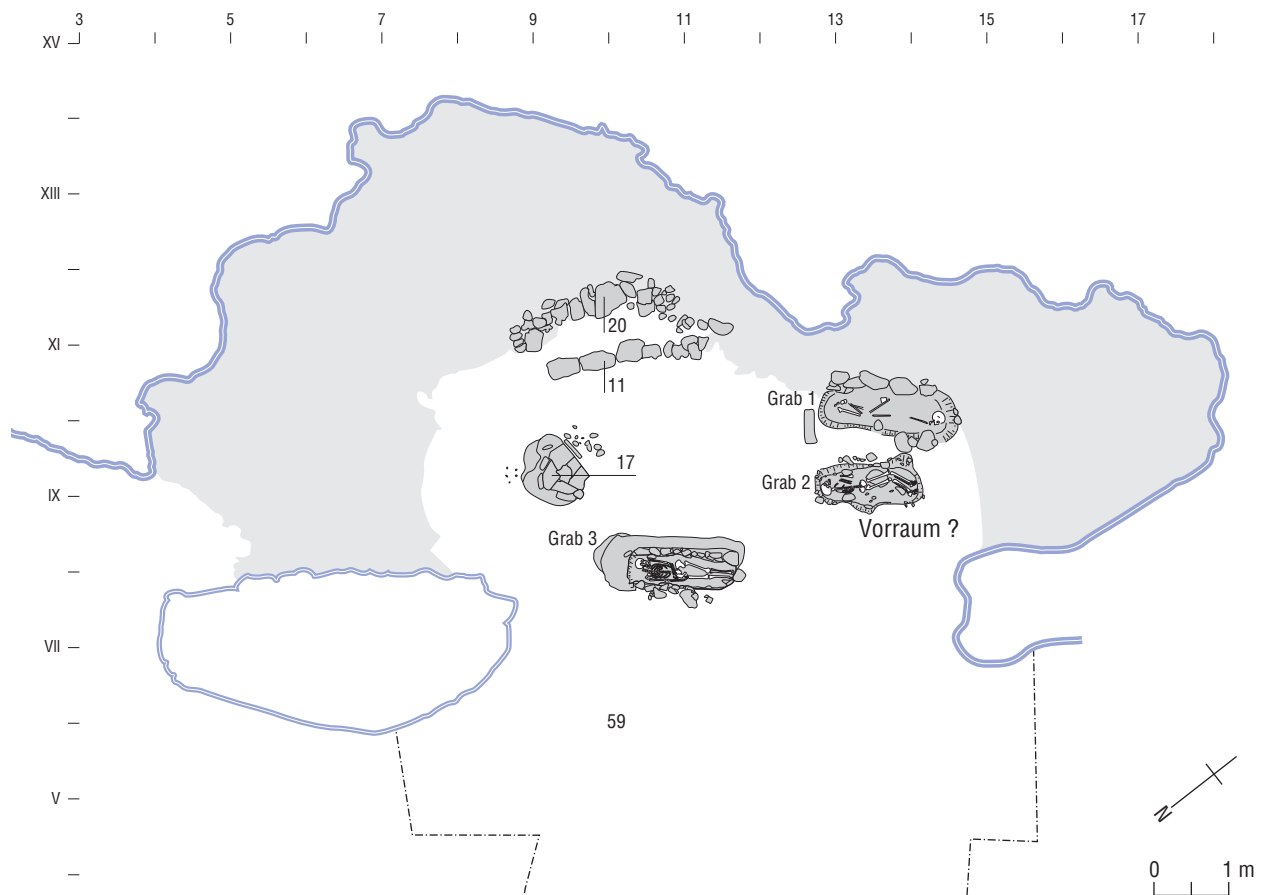 3 5 7 9 11 13 15 17
XV
XIII
20
XI
11
Grab 1
17
Grab 2
IX
Vorraum ?
Grab 3
VII
59
V
N
0 1 m